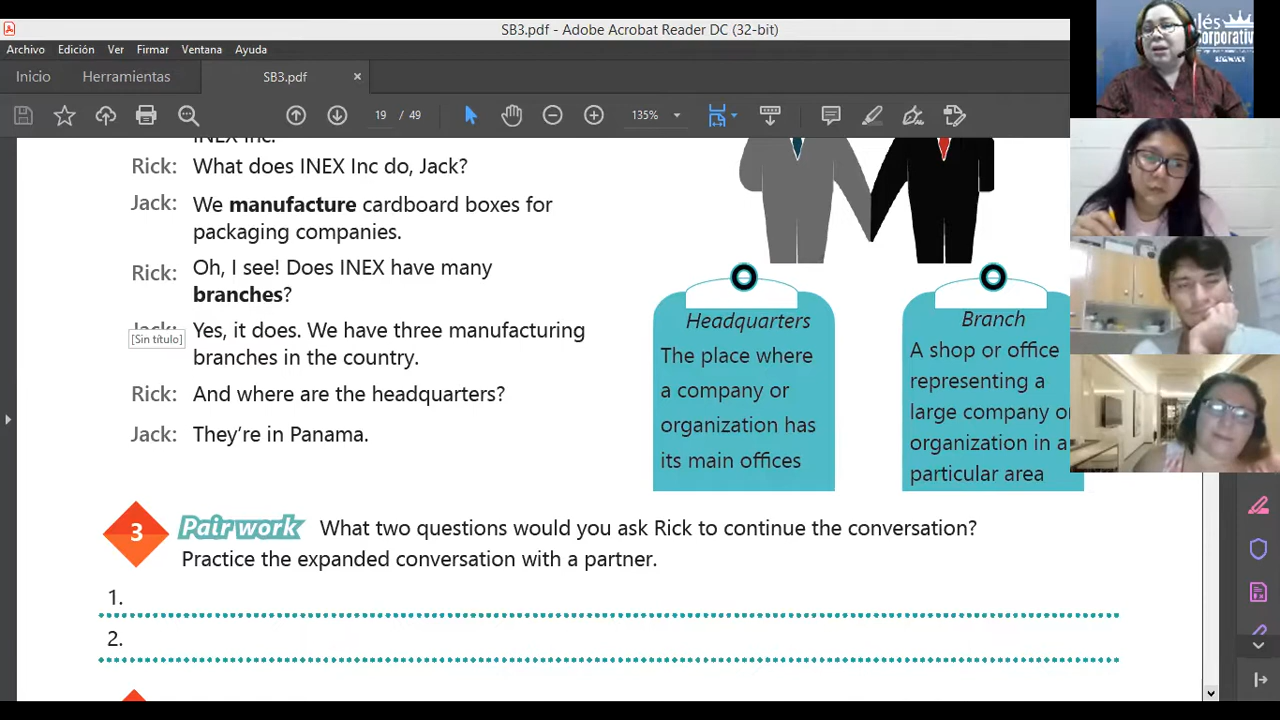 SB3.pdf - Adobe Acrobat Reader DC (32-bit)
Archivo Edición Ver Firmar Ventana Ayuda
Inicio Herramientas SB3.pdf ×
19 / 49 135%
INEX Inc.
Rick: What does INEX Inc do, Jack?
Jack: We manufacture cardboard boxes for
packaging companies.
Rick: Oh, I see! Does INEX have many
branches?
Jack: Yes, it does. We have three manufacturing
[Sin título]
branches in the country.
Rick: And where are the headquarters?
Jack: They're in Panama.
Headquarters
The place where
a company or
organization has
its main offices
Branch
A shop or office
representing a
large company or
organization in a
particular area
3 Pair work What two questions would you ask Rick to continue the conversation?
Practice the expanded conversation with a partner.
1.
2.